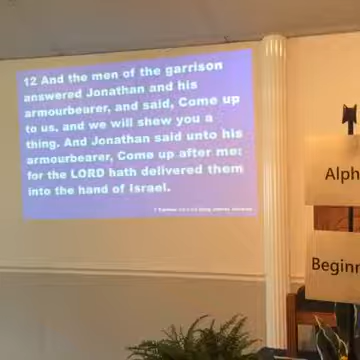 12 And the men of the garrison
answered Jonathan and his
armourbearer, and said, Come up
to us, and we will shew you a
thing. And Jonathan said unto his
armourbearer, Come up after me:
for the LORD hath delivered them
into the hand of Israel.
Alph
Beginn